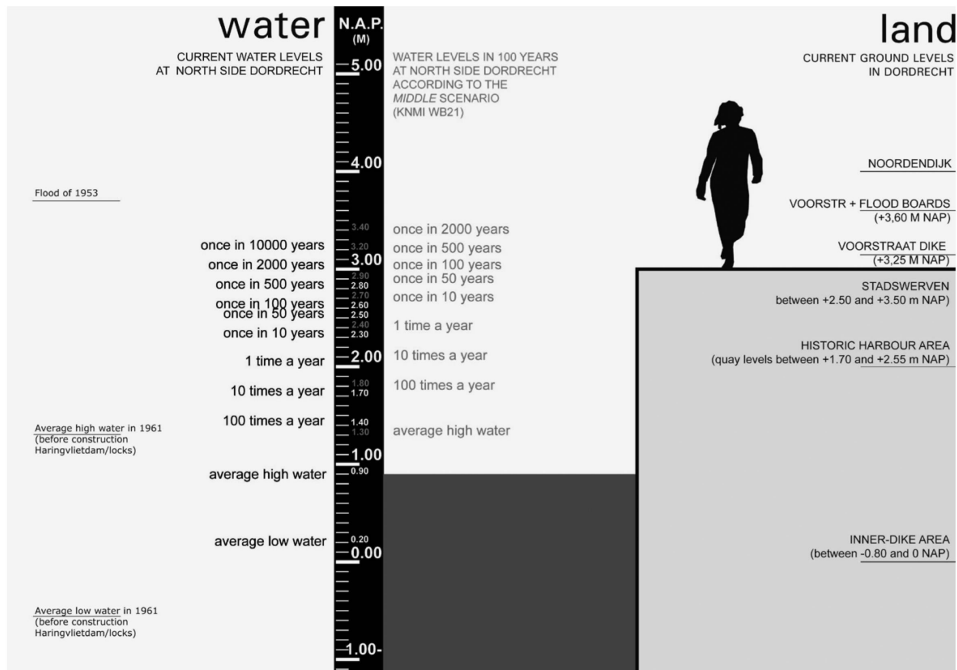 water
CURRENT WATER LEVELS
AT NORTH SIDE DORDRECHT
Flood of 1953
once in 10000 years
once in 2000 years
once in 500 years
once in 100 years
once in 50 years
once in 10 years
1 time a year
10 times a year
100 times a year
Average high water in 1961
(before construction
Haringvlietdam/locks)
average high water
average low water
Average low water in 1961
(before construction
Haringvlietdam/locks)
N.A.P.
(M)
5.00
4.00
3.40
3.20
3.00
2.90
2.80
2.70
2.60
2.50
2.40
2.30
2.00
1.80
1.70
1.40
1.30
1.00
0.90
0.20
0.00
1.00-
WATER LEVELS IN 100 YEARS
AT NORTH SIDE DORDRECHT
ACCORDING TO THE
MIDDLE SCENARIO
(KNMI WB21)
once in 2000 years
once in 500 years
once in 100 years
once in 50 years
once in 10 years
1 time a year
10 times a year
100 times a year
average high water
land
CURRENT GROUND LEVELS
IN DORDRECHT
NOORDENDIJK
VOORSTR + FLOOD BOARDS
(+3,60 M NAP)
VOORSTRAAT DIKE
(+3,25 M NAP)
STADSWERVEN
between +2.50 and +3.50 m NAP)
HISTORIC HARBOUR AREA
(quay levels between +1.70 and +2.55 m NAP)
INNER-DIKE AREA
(between -0.80 and 0 NAP)